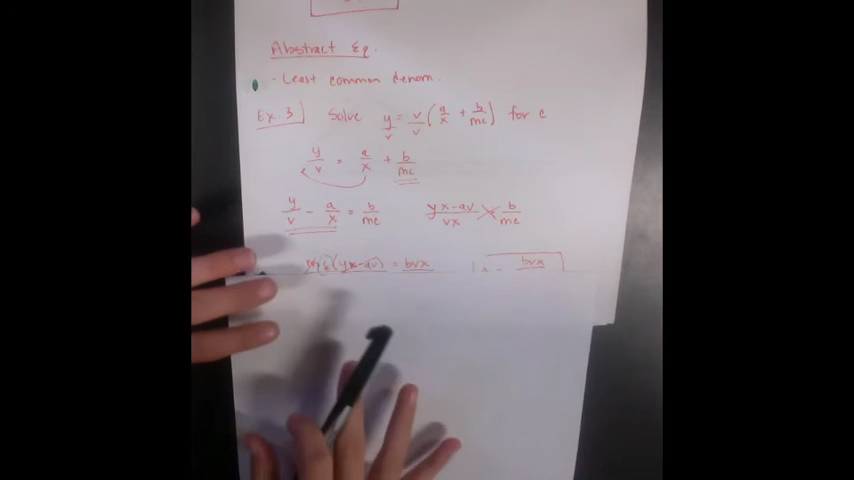 Abstract Eq.
- Least common denom.
Ex. 3 Solve y/v = v/v (a/x + b/mc) for c
y/v = a/x + b/mc
y/v - a/x = b/mc yx-av/vx b/mc
(yx-av) = bvx bvx